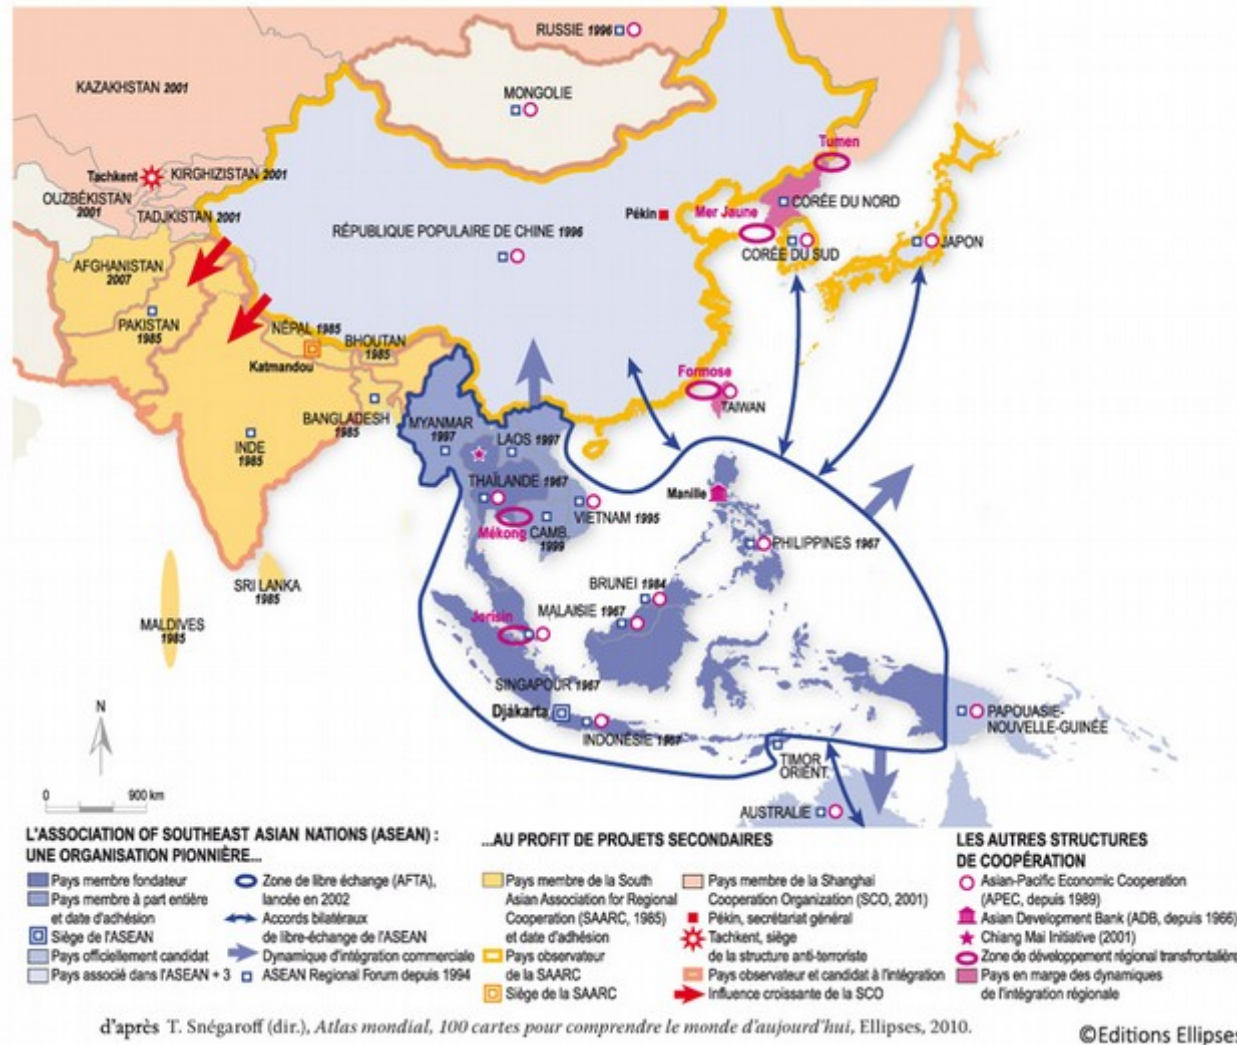 RUSSIE 1996
KAZAKHSTAN 2001
MONGOLIE
Tumen
Tachkent
KIRGHIZISTAN 2001
OUZBÉKISTAN
2001
TADJKISTAN 2001
CORÉE DU NORD
Pékin
Mer Jaune
RÉPUBLIQUE POPULAIRE DE CHINE 1996
CORÉE DU SUD
JAPON
AFGHANISTAN
2007
PAKISTAN
1985
NÉPAL 1985
BHOUTAN
1985
Katmandou
Formose
TAIWAN
BANGLADESH
1985
MYANMAR
1997
LAOS 1997
INDE
1985
THAÏLANDE 1967
Manille
Mékong
CAMB.
1999
VIETNAM 1995
PHILIPPINES 1967
SRI LANKA
1985
BRUNEI 1984
MALAISIE 1967
MALDIVES
1985
Jorisin
SINGAPOUR 1967
Djakarta
INDONÉSIE 1967
PAPOUASIE-
NOUVELLE-GUINÉE
TIMOR
ORIENT.
AUSTRALIE
N
0 900 km
L'ASSOCIATION OF SOUTHEAST ASIAN NATIONS (ASEAN) :
UNE ORGANISATION PIONNIÈRE...
Pays membre fondateur
Pays membre à part entière
et date d'adhésion
Siège de l'ASEAN
Pays officiellement candidat
Pays associé dans l'ASEAN + 3
Zone de libre échange (AFTA),
lancée en 2002
Accords bilatéraux
de libre-échange de l'ASEAN
Dynamique d'intégration commerciale
ASEAN Regional Forum depuis 1994
...AU PROFIT DE PROJETS SECONDAIRES
Pays membre de la South
Asian Association for Regional
Cooperation (SAARC, 1985)
et date d'adhésion
Pays observateur
de la SAARC
Siège de la SAARC
Pays membre de la Shanghai
Cooperation Organization (SCO, 2001)
Pékin, secrétariat général
Tachkent, siège
de la structure anti-terroriste
Pays observateur et candidat à l'intégration
Influence croissante de la SCO
LES AUTRES STRUCTURES
DE COOPÉRATION
Asian-Pacific Economic Cooperation
(APEC, depuis 1989)
Asian Development Bank (ADB, depuis 1966)
Chiang Mai Initiative (2001)
Zone de développement régional transfrontalière
Pays en marge des dynamiques
de l'intégration régionale
d'après T. Snégaroff (dir.), Atlas mondial, 100 cartes pour comprendre le monde d'aujourd'hui, Ellipses, 2010.
©Editions Ellipses